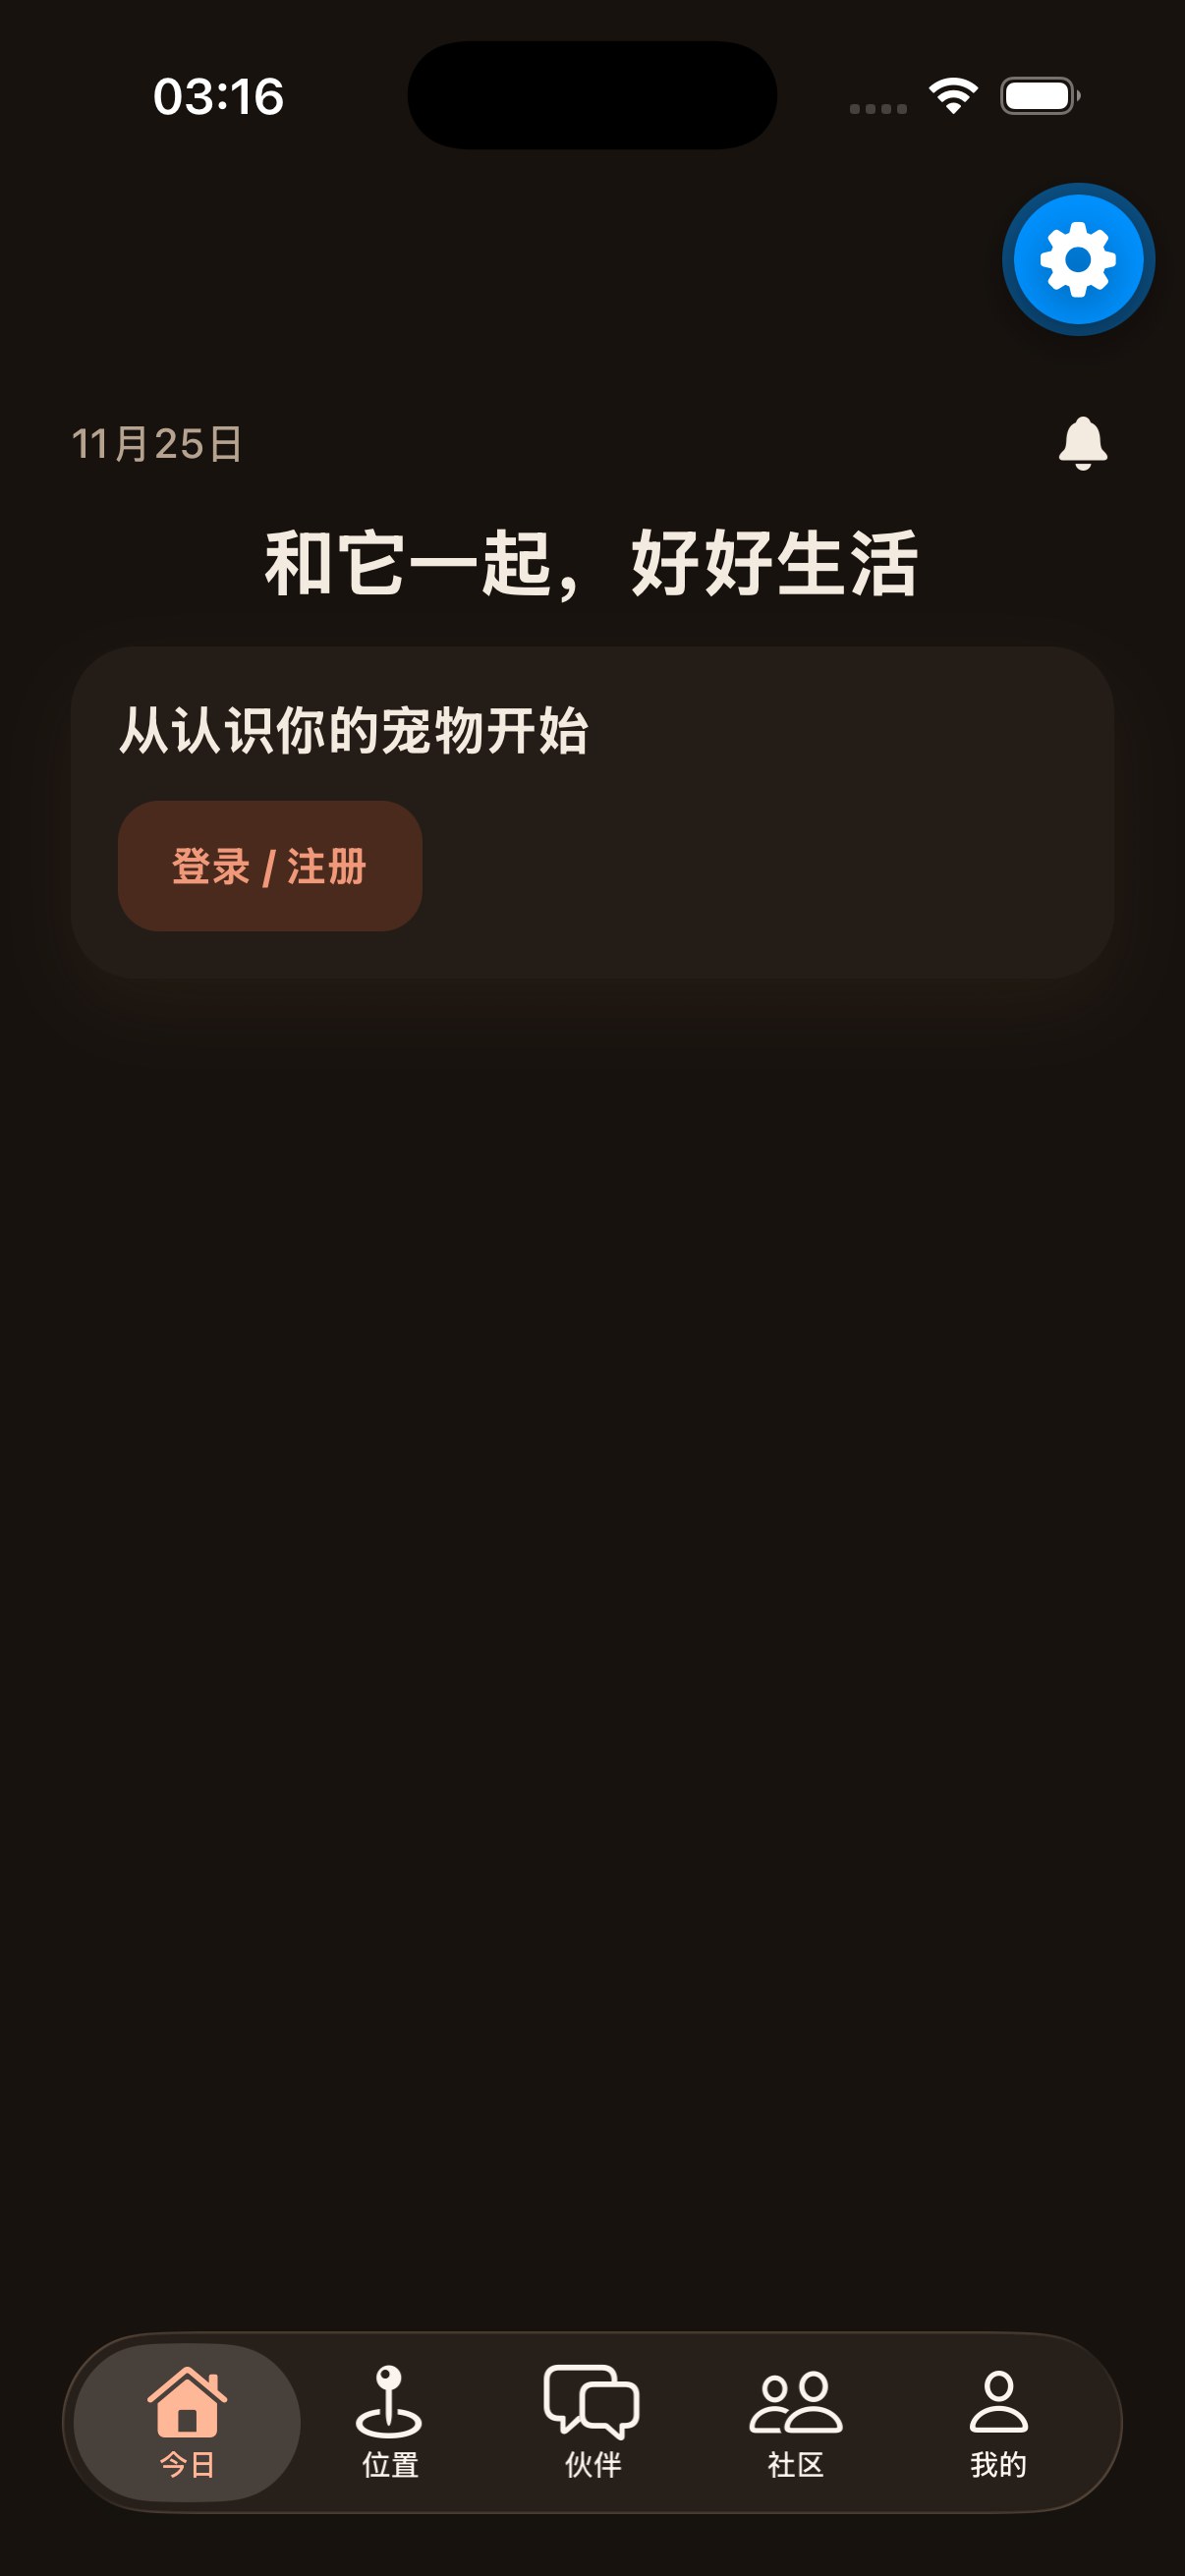 03:16
11月25日
和它一起，好好生活
从认识你的宠物开始
登录 / 注册
今日
位置
伙伴
社区
我的